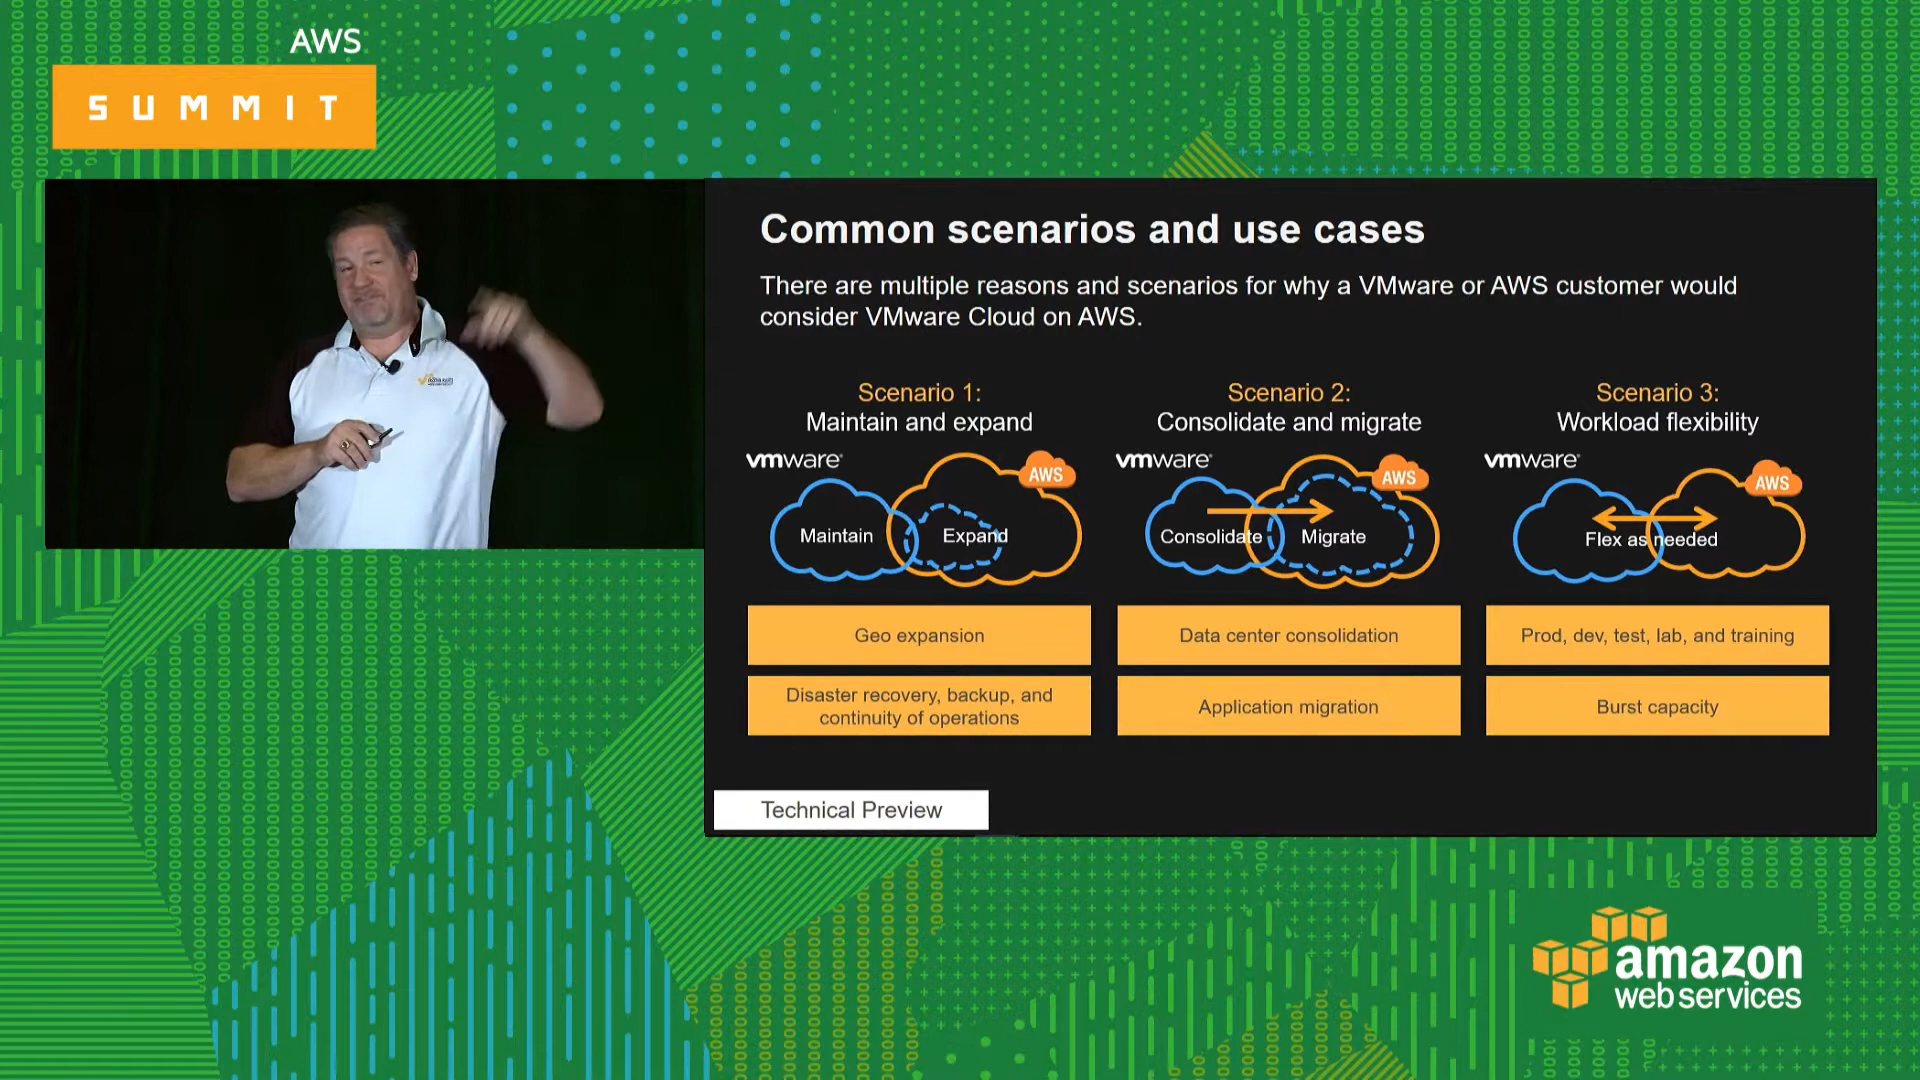 AWS
SUMMIT
Common scenarios and use cases
There are multiple reasons and scenarios for why a VMware or AWS customer would
consider VMware Cloud on AWS.
Scenario 1:
Maintain and expand
vmware
AWS
Maintain
Expand
Geo expansion
Disaster recovery, backup, and
continuity of operations
Scenario 2:
Consolidate and migrate
vmware
AWS
Consolidate
Migrate
Data center consolidation
Application migration
Scenario 3:
Workload flexibility
vmware
AWS
Flex as needed
Prod, dev, test, lab, and training
Burst capacity
Technical Preview
amazon
web services